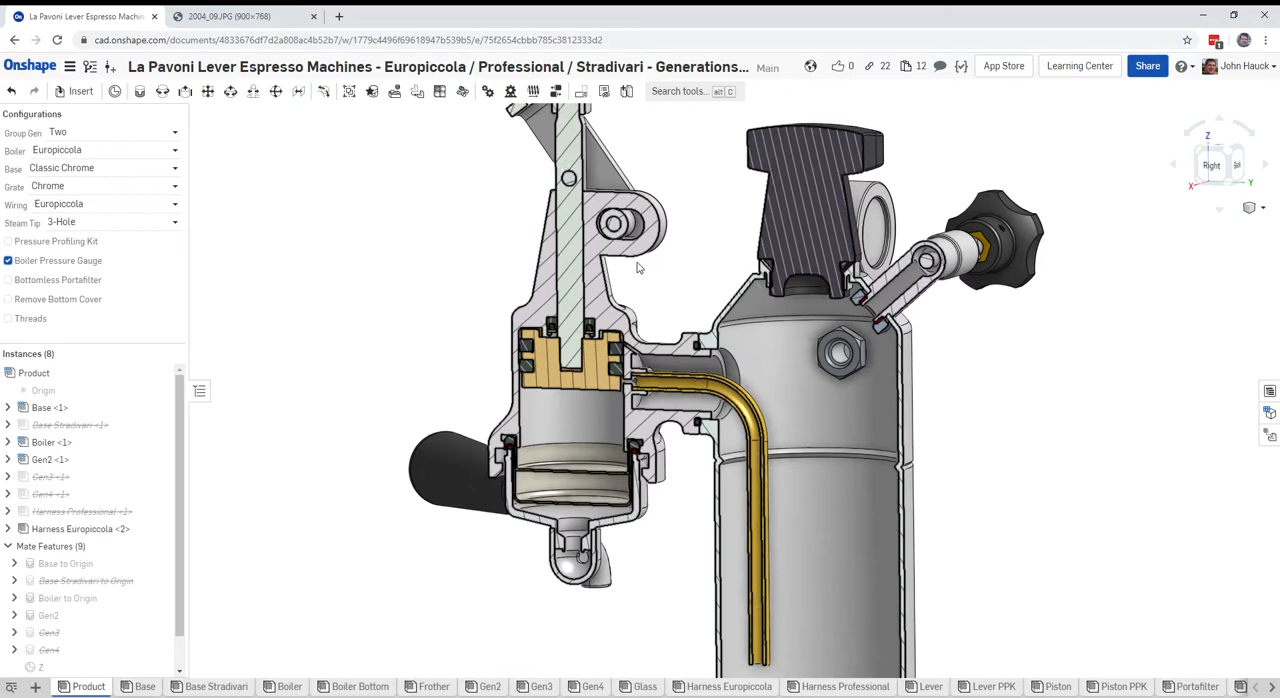 La Pavoni Lever Espresso Machin
2004_09.JPG (900×768)
cad.onshape.com/documents/4833676df7d2a808ac4b52b7/w/1779c4496f69618947b539b5/e/75f2654cbbb785c3812333d2
Onshape
La Pavoni Lever Espresso Machines - Europiccola / Professional / Stradivari - Generations...
Main
0
22
12
App Store
Learning Center
Share
John Hauck
Insert
Search tools...
alt C
Configurations
Group Gen Two
Boiler Europiccola
Base Classic Chrome
Grate Chrome
Wiring Europiccola
Steam Tip 3-Hole
Pressure Profiling Kit
Boiler Pressure Gauge
Bottomless Portafilter
Remove Bottom Cover
Threads
Instances (8)
Product
Origin
Base <1>
Base Stradivari <1>
Boiler <1>
Gen2 <1>
Gen3 <1>
Gen4 <1>
Harness Professional <1>
Harness Europiccola <2>
Mate Features (9)
Base to Origin
Base Stradivari to Origin
Boiler to Origin
Gen2
Gen3
Gen4
Z
Z
Right
X
Y
Product
Base
Base Stradivari
Boiler
Boiler Bottom
Frother
Gen2
Gen3
Gen4
Glass
Harness Europiccola
Harness Professional
Lever
Lever PPK
Piston
Piston PPK
Portafilter